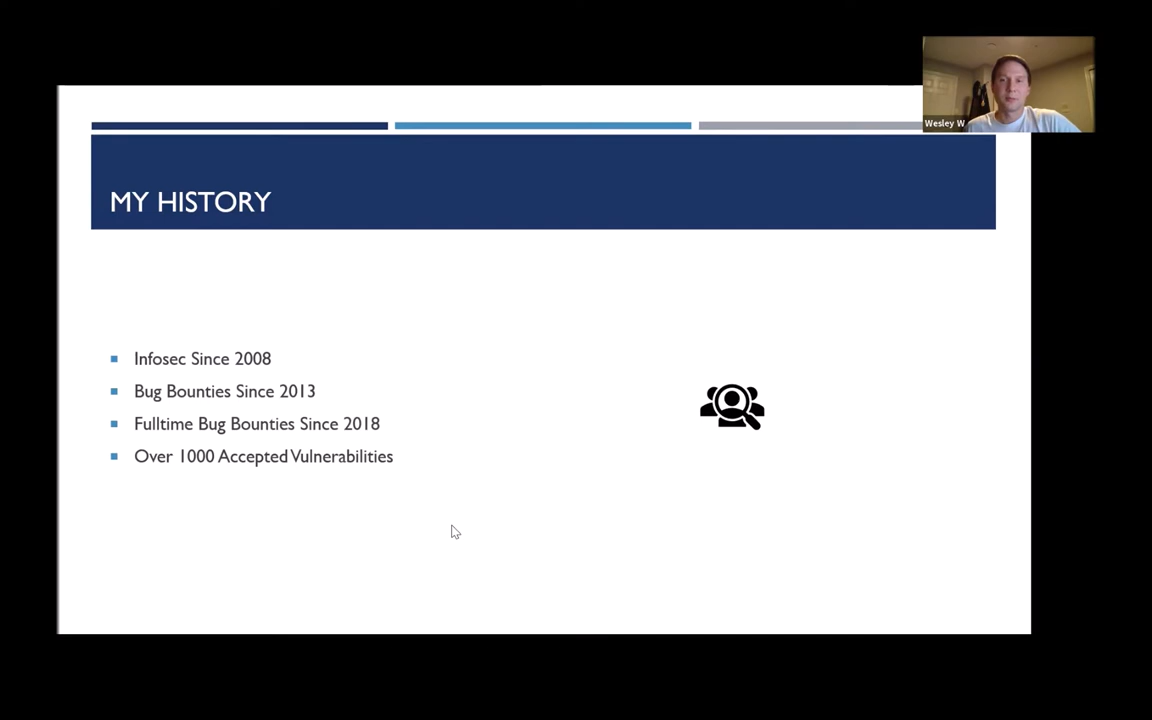 Wesley W
MY HISTORY
Infosec Since 2008
Bug Bounties Since 2013
Fulltime Bug Bounties Since 2018
Over 1000 Accepted Vulnerabilities